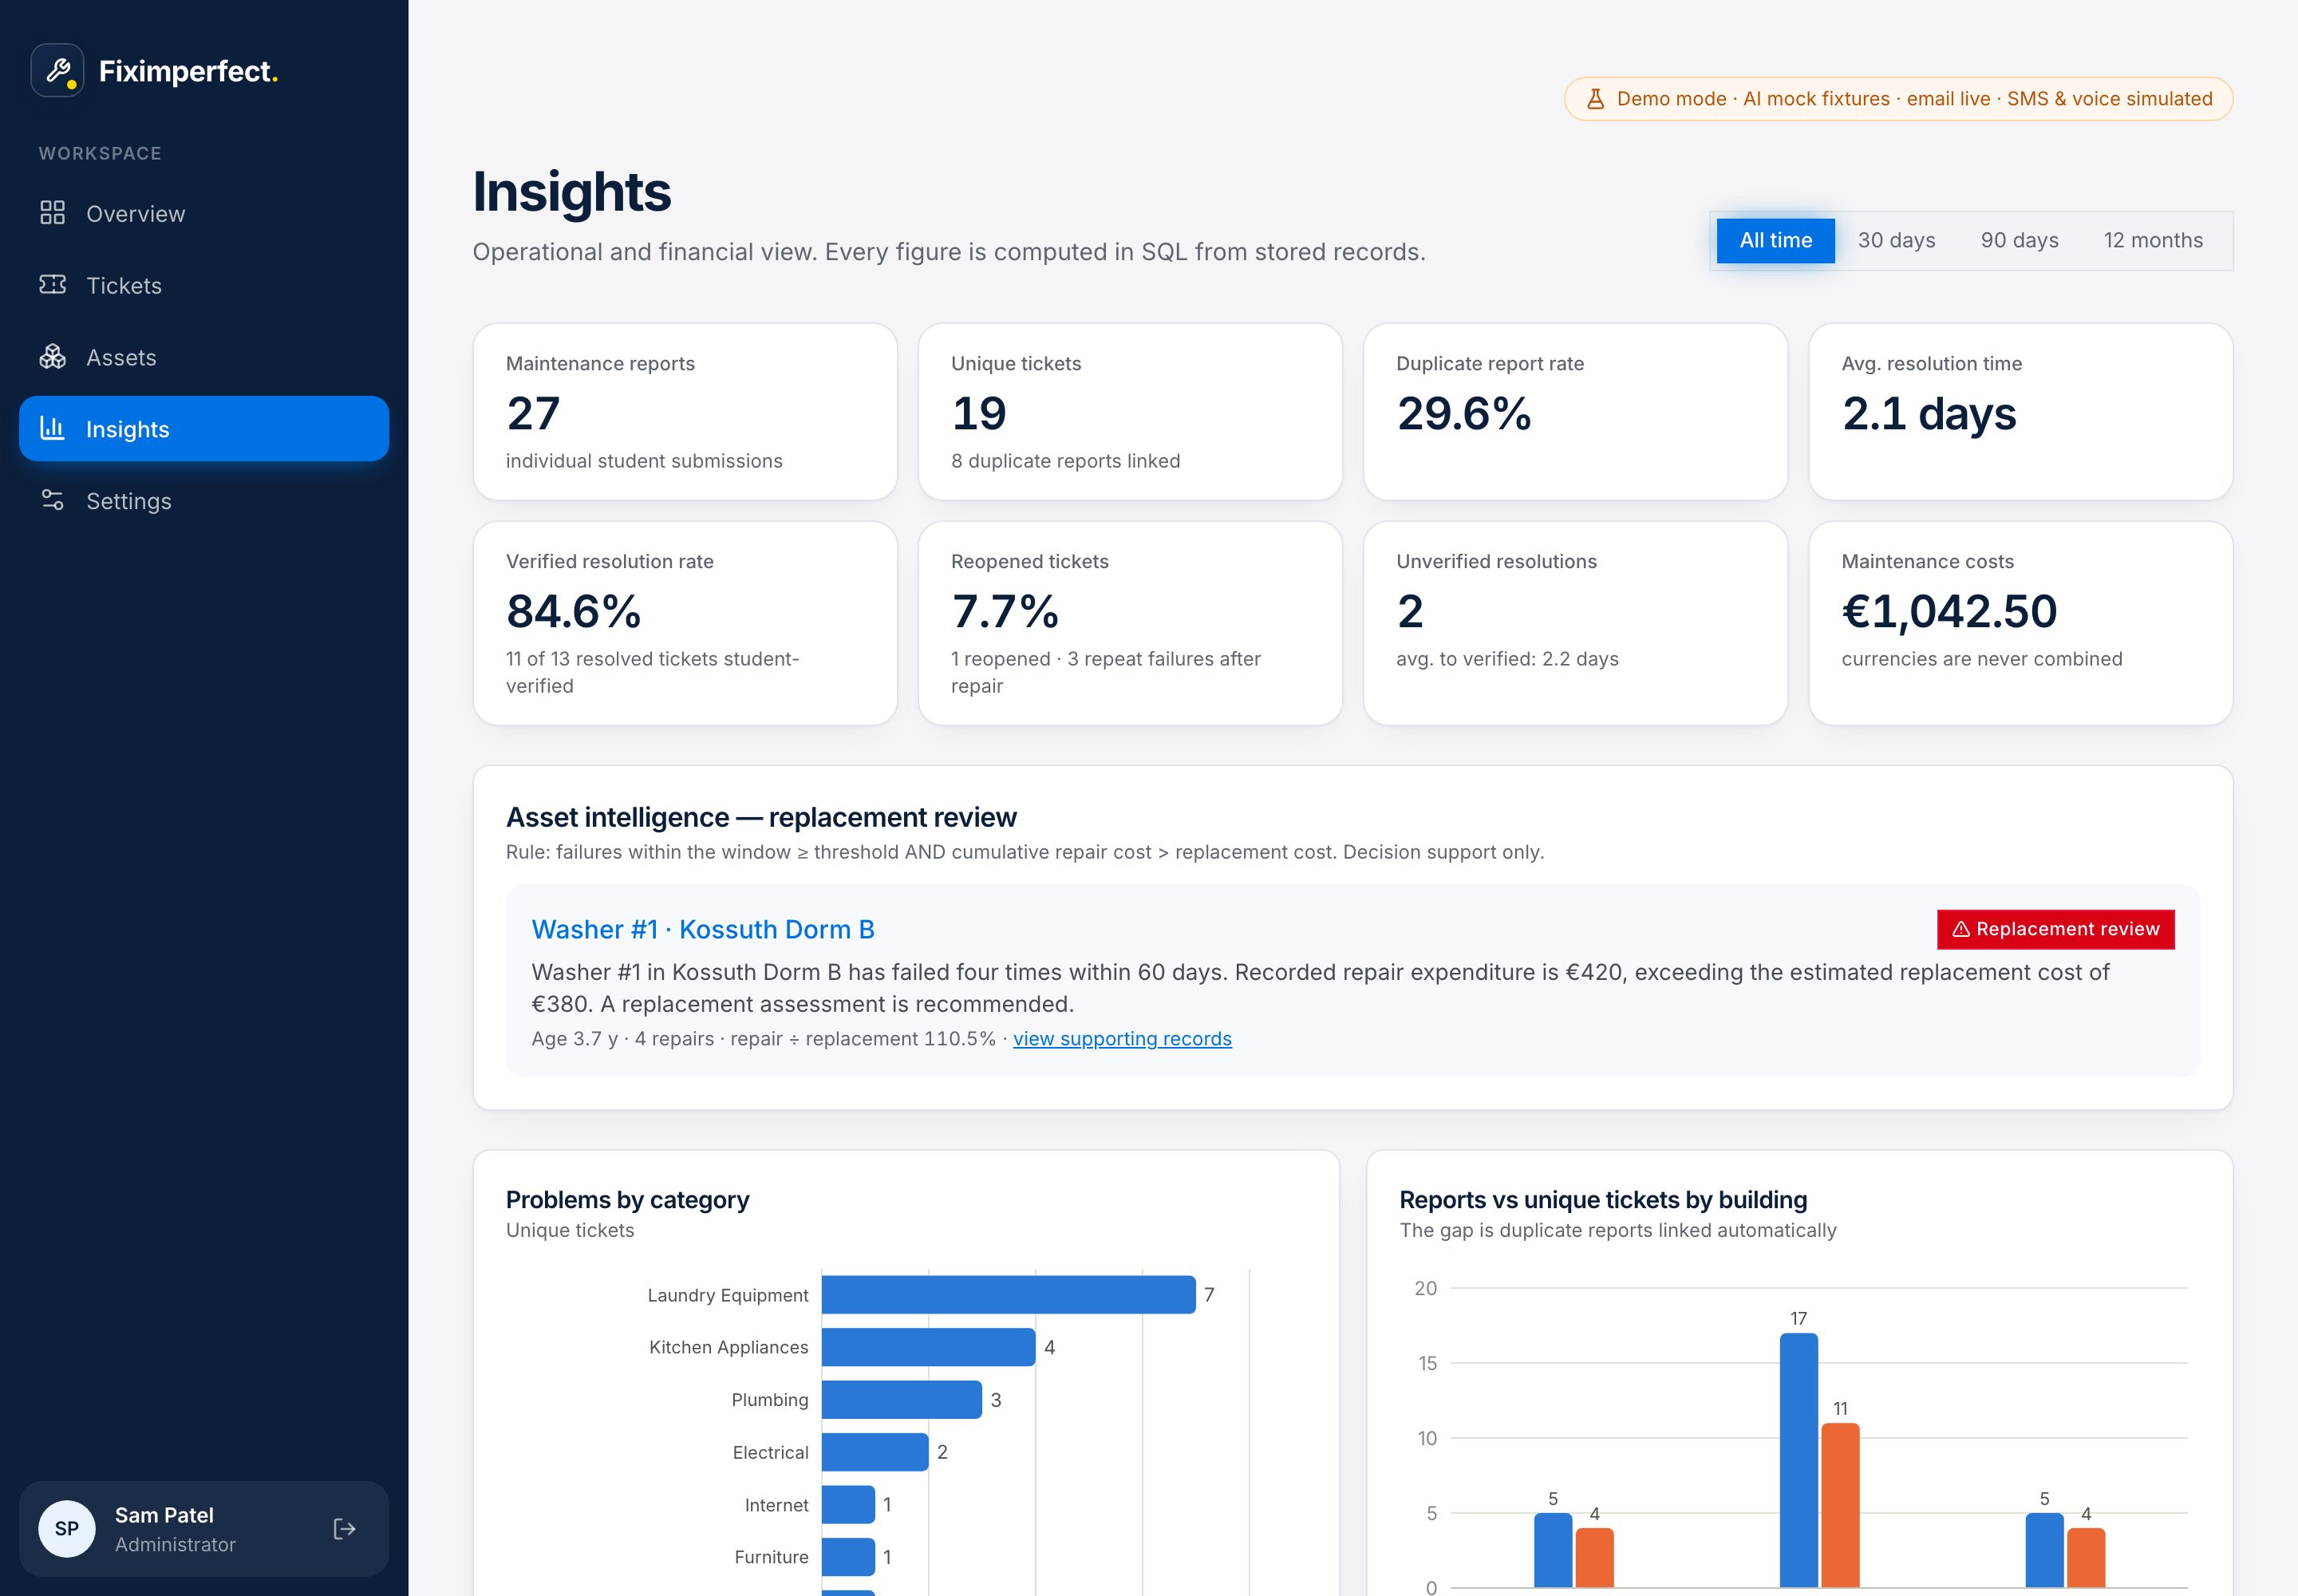 Fiximperfect.
WORKSPACE
Overview
Tickets
Assets
Insights
Settings
SP
Sam Patel
Administrator
Demo mode · AI mock fixtures · email live · SMS & voice simulated
Insights
Operational and financial view. Every figure is computed in SQL from stored records.
All time
30 days
90 days
12 months
Maintenance reports
27
individual student submissions
Unique tickets
19
8 duplicate reports linked
Duplicate report rate
29.6%
Avg. resolution time
2.1 days
Verified resolution rate
84.6%
11 of 13 resolved tickets student-
verified
Reopened tickets
7.7%
1 reopened · 3 repeat failures after
repair
Unverified resolutions
2
avg. to verified: 2.2 days
Maintenance costs
€1,042.50
currencies are never combined
Asset intelligence — replacement review
Rule: failures within the window ≥ threshold AND cumulative repair cost > replacement cost. Decision support only.
Washer #1 · Kossuth Dorm B
Replacement review
Washer #1 in Kossuth Dorm B has failed four times within 60 days. Recorded repair expenditure is €420, exceeding the estimated replacement cost of
€380. A replacement assessment is recommended.
Age 3.7 y · 4 repairs · repair ÷ replacement 110.5% · view supporting records
Problems by category
Unique tickets
Laundry Equipment 7
Kitchen Appliances 4
Plumbing 3
Electrical 2
Internet 1
Furniture 1
Reports vs unique tickets by building
The gap is duplicate reports linked automatically
20
15
10
5
0
5
4
17
11
5
4